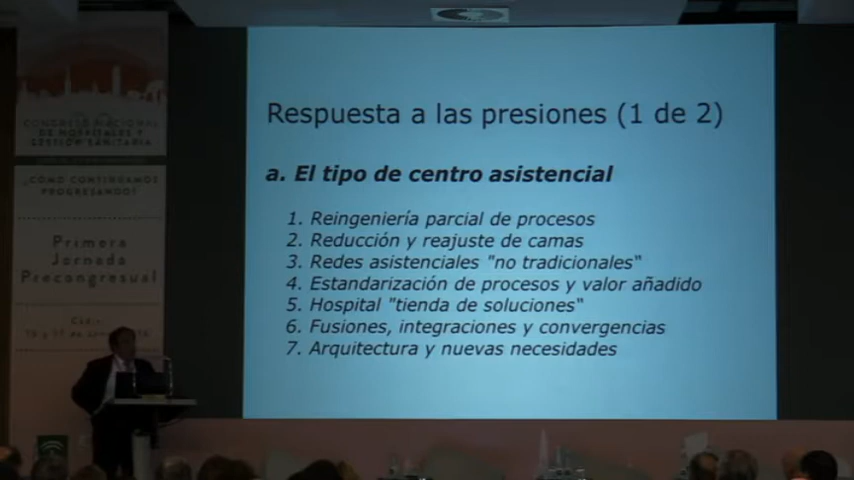 CONGRESO NACIONAL
DE HOSPITALES Y
GESTIÓN SANITARIA
¿CÓMO CONTINUAMOS
PROGRESANDO?
Primera
Jornada
Precongresual
Respuesta a las presiones (1 de 2)
a. El tipo de centro asistencial
1. Reingeniería parcial de procesos
2. Reducción y reajuste de camas
3. Redes asistenciales "no tradicionales"
4. Estandarización de procesos y valor añadido
5. Hospital "tienda de soluciones"
6. Fusiones, integraciones y convergencias
7. Arquitectura y nuevas necesidades